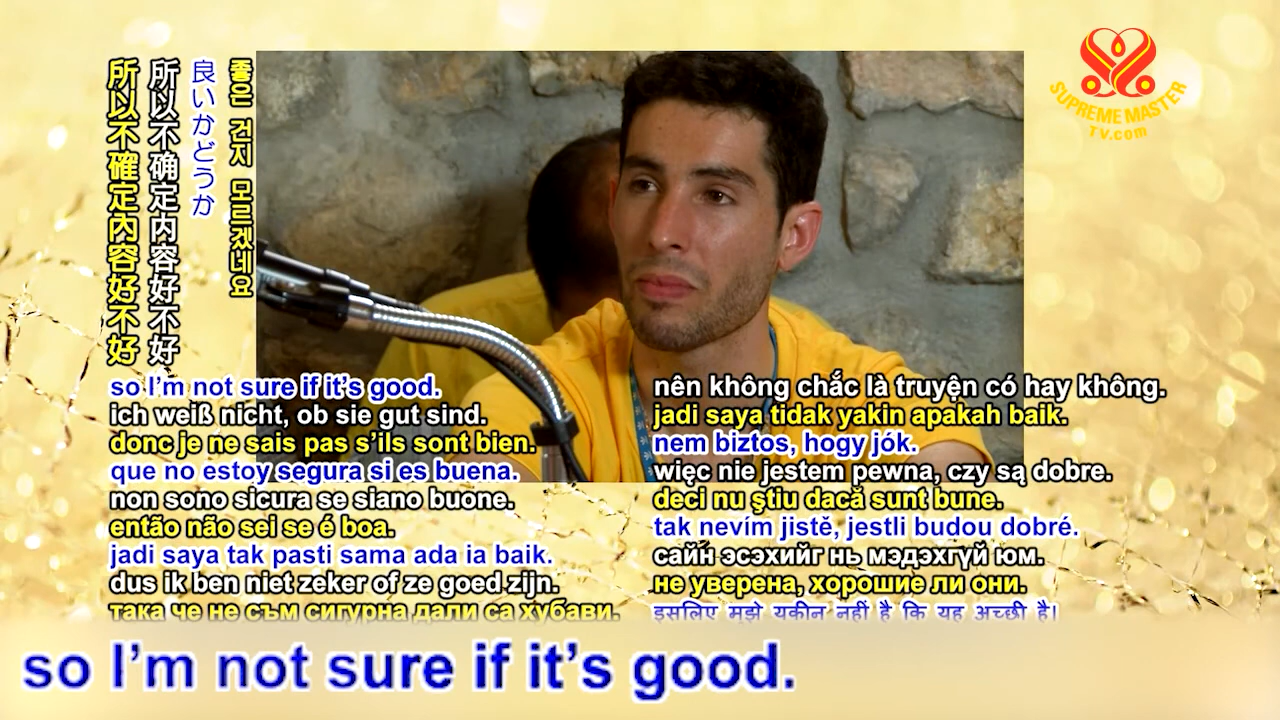 SUPREME MASTER
TV.com
좋은 건지 모르겠네요
良いかどうか
所以不确定内容好不好
所以不確定內容好不好
so I’m not sure if it’s good.
ich weiß nicht, ob sie gut sind.
donc je ne sais pas s’ils sont bien.
que no estoy segura si es buena.
non sono sicura se siano buone.
então não sei se é boa.
jadi saya tak pasti sama ada ia baik.
dus ik ben niet zeker of ze goed zijn.
така че не съм сигурна дали са хубави.
nên không chắc là truyện có hay không.
jadi saya tidak yakin apakah baik.
nem biztos, hogy jók.
więc nie jestem pewna, czy są dobre.
deci nu ştiu dacă sunt bune.
tak nevím jistě, jestli budou dobré.
сайн эсэхийг нь мэдэхгүй юм.
не уверена, хорошие ли они.
इसलिए मुझे यकीन नहीं है कि यह अच्छी है।
so I’m not sure if it’s good.